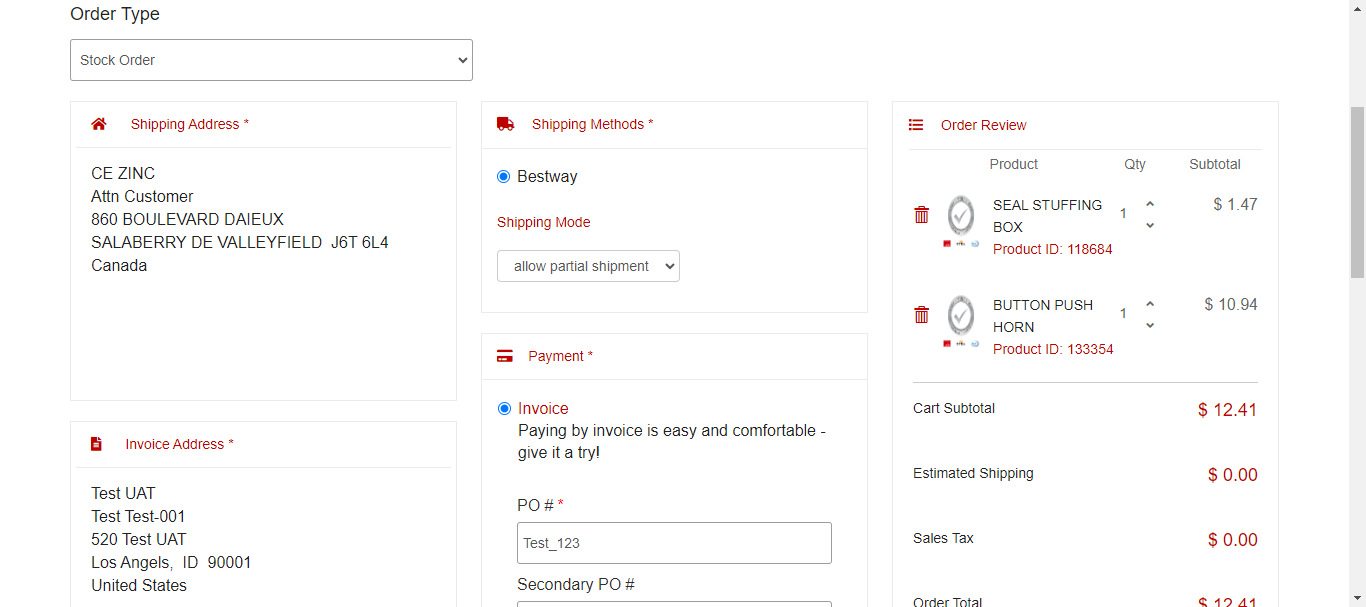 Order Type
Stock Order
Shipping Address *
CE ZINC
Attn Customer
860 BOULEVARD DAIEUX
SALABERRY DE VALLEYFIELD  J6T 6L4
Canada
Invoice Address *
Test UAT
Test Test-001
520 Test UAT
Los Angels,  ID  90001
United States
Shipping Methods *
Bestway
Shipping Mode
allow partial shipment
Payment *
Invoice
Paying by invoice is easy and comfortable -
give it a try!
PO # *
Test_123
Secondary PO #
Order Review
Product Qty Subtotal
SEAL STUFFING 1 $ 1.47
BOX
Product ID: 118684
BUTTON PUSH 1 $ 10.94
HORN
Product ID: 133354
Cart Subtotal $ 12.41
Estimated Shipping $ 0.00
Sales Tax $ 0.00
Order Total $ 12.41